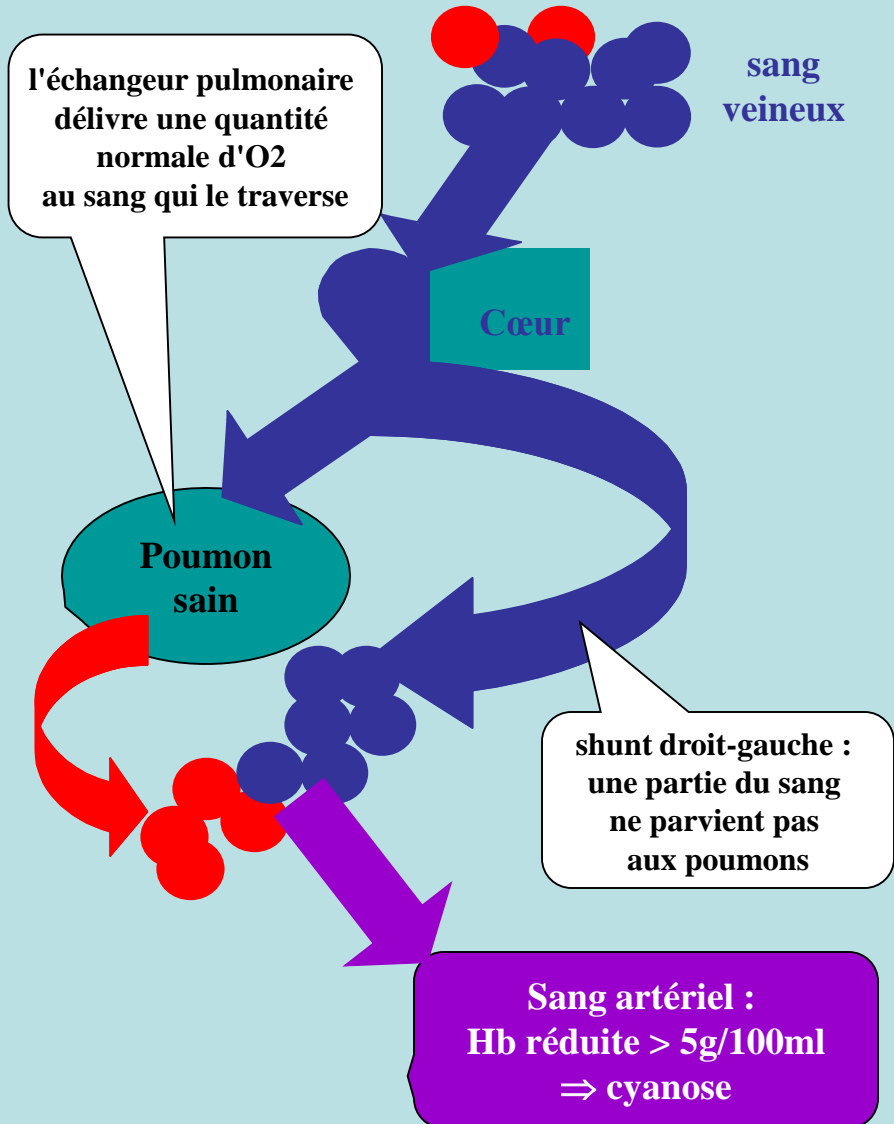 l'échangeur pulmonaire
délivre une quantité
normale d'O2
au sang qui le traverse
sang
veineux
Cœur
Poumon
sain
shunt droit-gauche :
une partie du sang
ne parvient pas
aux poumons
Sang artériel :
Hb réduite > 5g/100ml
⇒ cyanose